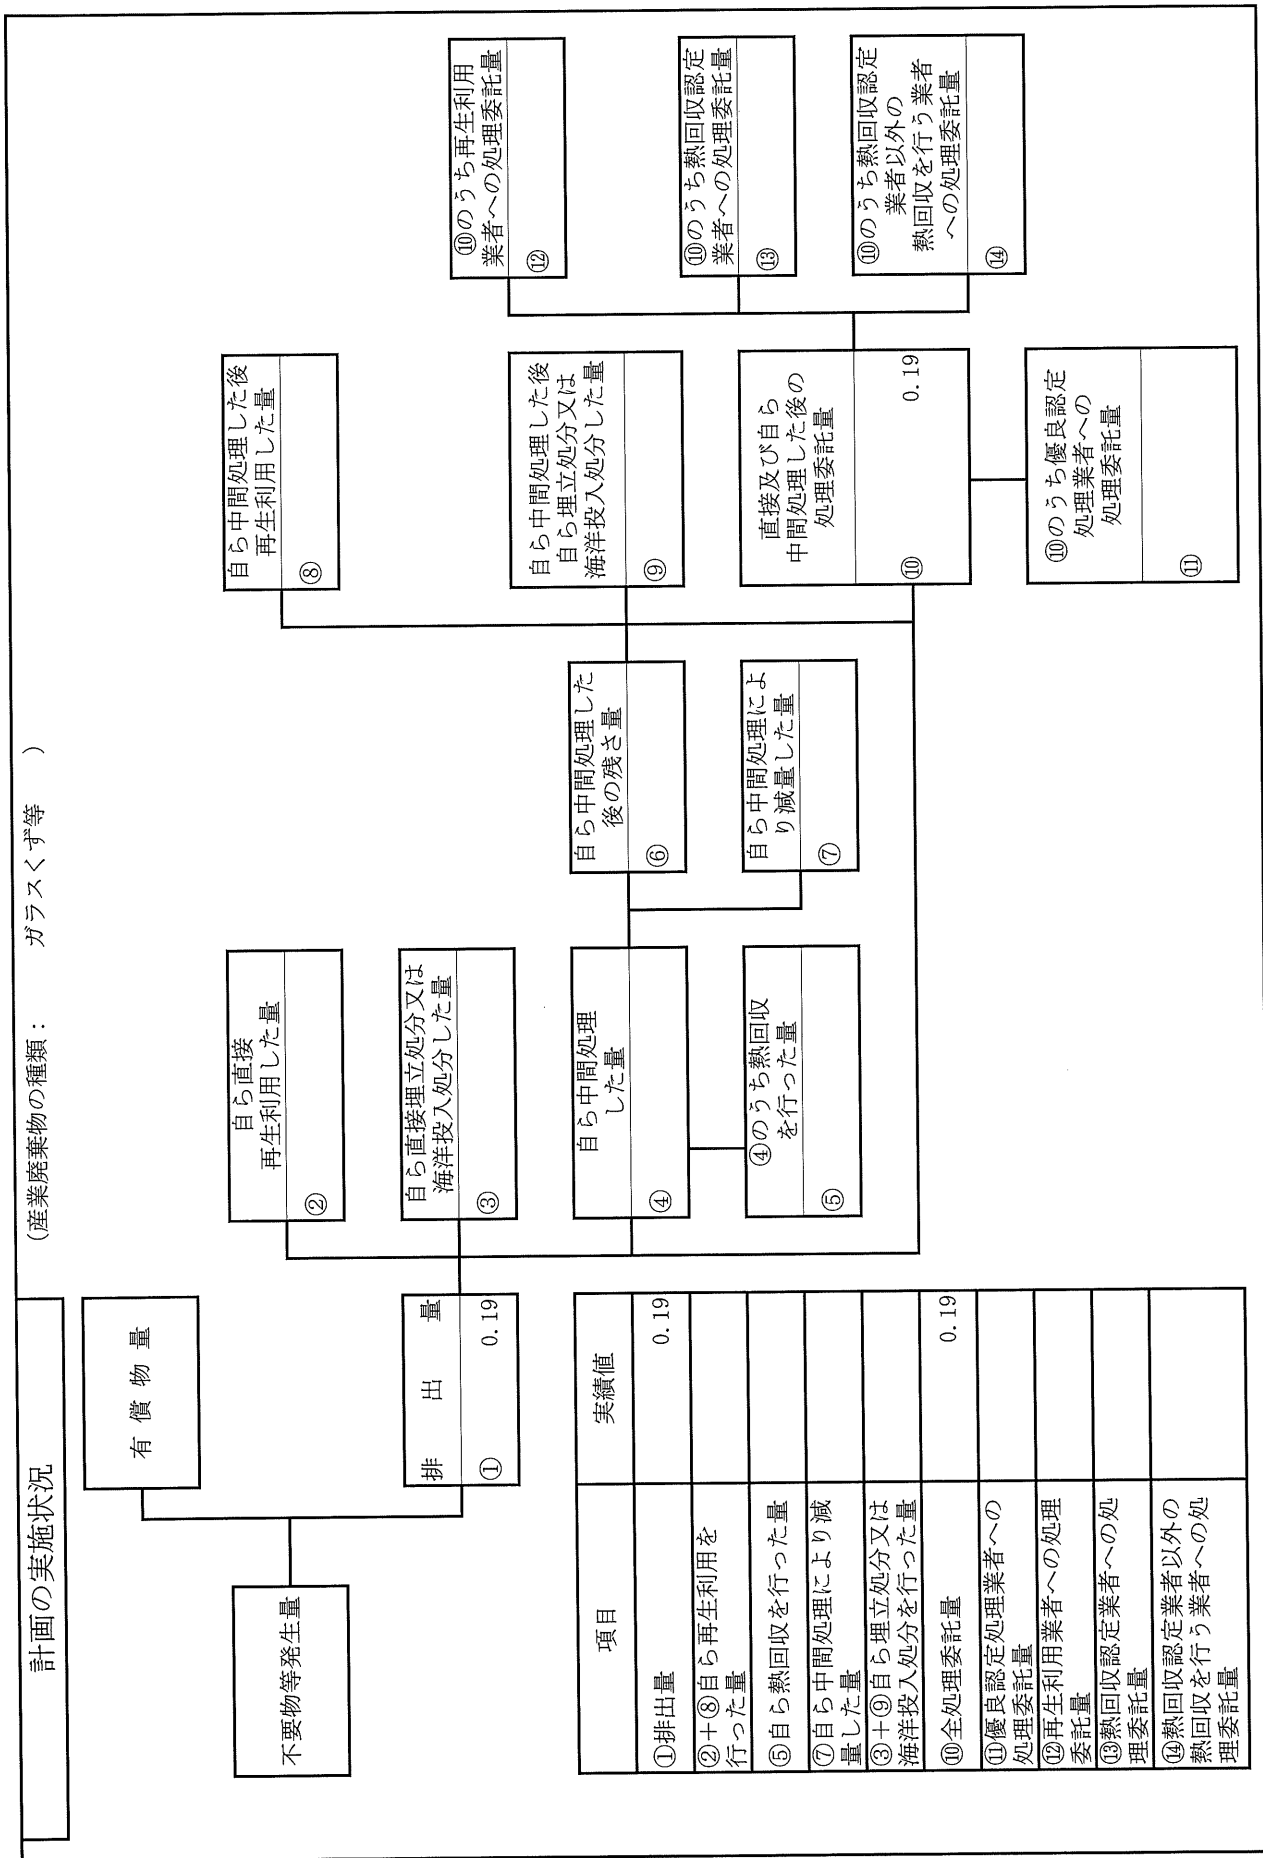 計画の実施状況
(産業廃棄物の種類： ガラスくず等 )
不要物等発生量
有償物量
排出量
① 0.19
自ら直接
再生利用した量
②
自ら直接埋立処分又は
海洋投入処分した量
③
自ら中間処理
した量
④
④のうち熱回収
を行った量
⑤
自ら中間処理した
後の残さ量
⑥
自ら中間処理によ
り減量した量
⑦
自ら中間処理した後
再生利用した量
⑧
自ら中間処理した後
自ら埋立処分又は
海洋投入処分した量
⑨
直接及び自ら
中間処理した後の
処理委託量
⑩ 0.19
⑩のうち優良認定
処理業者への
処理委託量
⑪
⑩のうち再生利用
業者への処理委託量
⑫
⑩のうち熱回収認定
業者への処理委託量
⑬
⑩のうち熱回収認定
業者以外の
熱回収を行う業者
への処理委託量
⑭
項目 実績値
①排出量 0.19
②＋⑧自ら再生利用を
行った量
⑤自ら熱回収を行った量
⑦自ら中間処理により減
量した量
③＋⑨自ら埋立処分又は
海洋投入処分を行った量
⑩全処理委託量 0.19
⑪優良認定処理業者への
処理委託量
⑫再生利用業者への処理
委託量
⑬熱回収認定業者への処
理委託量
⑭熱回収認定業者以外の
熱回収を行う業者への処
理委託量